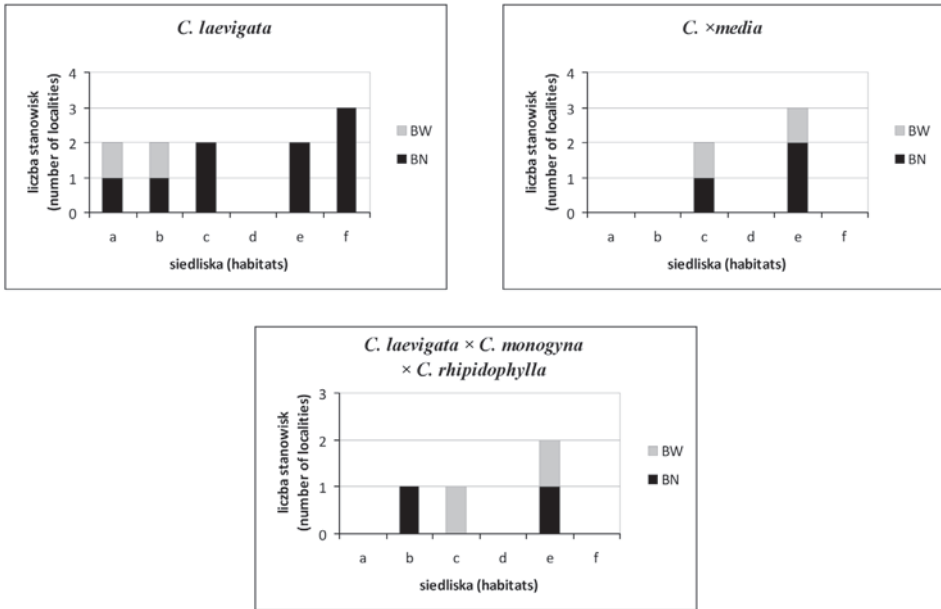 C. laevigata
liczba stanowisk
(number of localities)
4
3
2
1
0
a b c d e f
siedliska (habitats)
BW
BN
C. ×media
liczba stanowisk
(number of localities)
4
3
2
1
0
a b c d e f
siedliska (habitats)
BW
BN
C. laevigata × C. monogyna
× C. rhipidophylla
liczba stanowisk
(number of localities)
3
2
1
0
a b c d e f
siedliska (habitats)
BW
BN